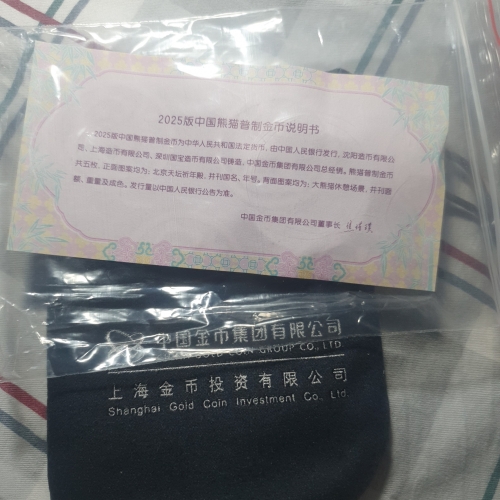 2025版中国熊猫普制金币说明书
2025版中国熊猫普制金币为中华人民共和国法定货币，由中国人民银行发行，沈阳造币有限公
司、上海造币有限公司、深圳国宝造币有限公司铸造，中国金币集团有限公司总经销。熊猫普制金币
共五枚，正面图案均为：北京天坛祈年殿，并刊国名、年号。背面图案均为：大熊猫休憩场景，并刊面
额、重量及成色。发行量以中国人民银行公告为准。
中国金币集团有限公司董事长
中国金币集团有限公司
GOLD COIN GROUP CO., LTD
上海金币投资有限公司
Shanghai Gold Coin Investment Co., Ltd.